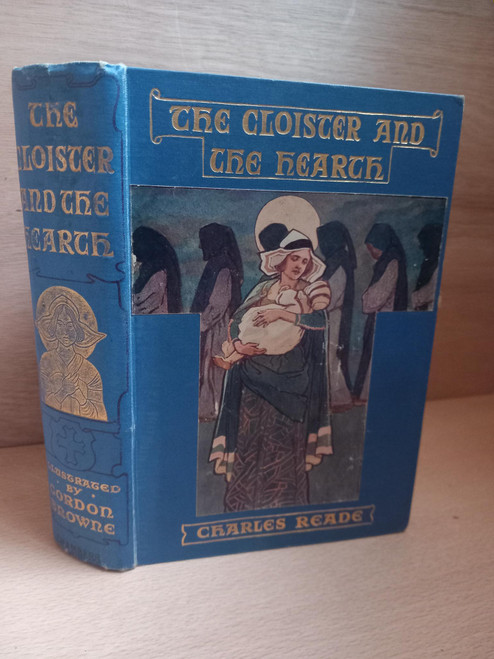 THE
CLOISTER
AND THE
HEARTH
ILLUSTRATED
BY
GORDON
BROWNE
THE CLOISTER AND
THE HEARTH
CHARLES READE